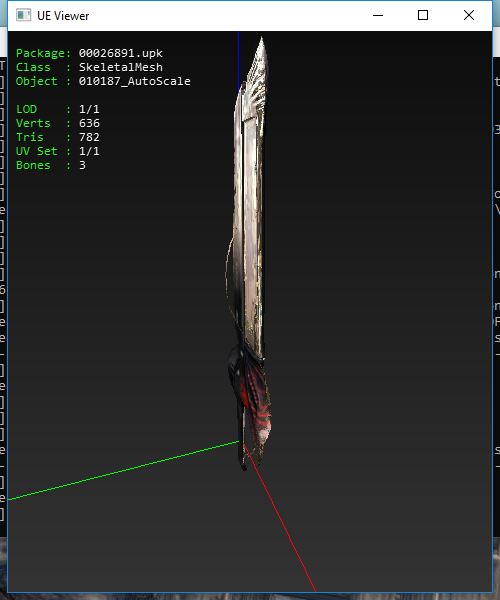 UE Viewer
Package: 00026891.upk
Class  : SkeletalMesh
Object : 010187_AutoScale
LOD    : 1/1
Verts  : 636
Tris   : 782
UV Set : 1/1
Bones  : 3